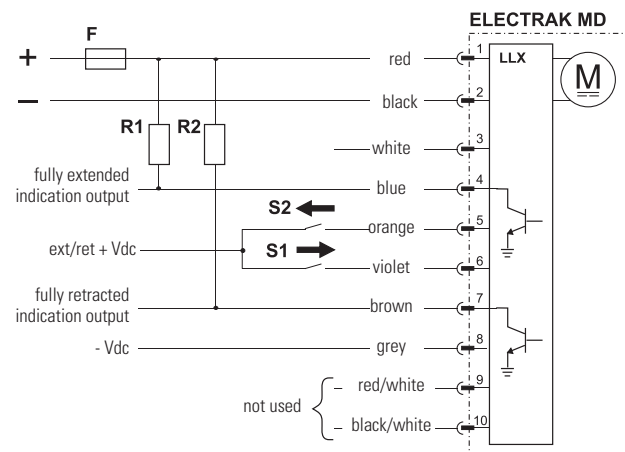 ELECTRAK MD
F
+
red
1
LLX
M
−
black
2
R1
R2
white
3
fully extended
indication output
blue
4
S2
orange
5
ext/ret + Vdc
S1
violet
6
fully retracted
indication output
brown
7
- Vdc
grey
8
not used
red/white
9
black/white
10